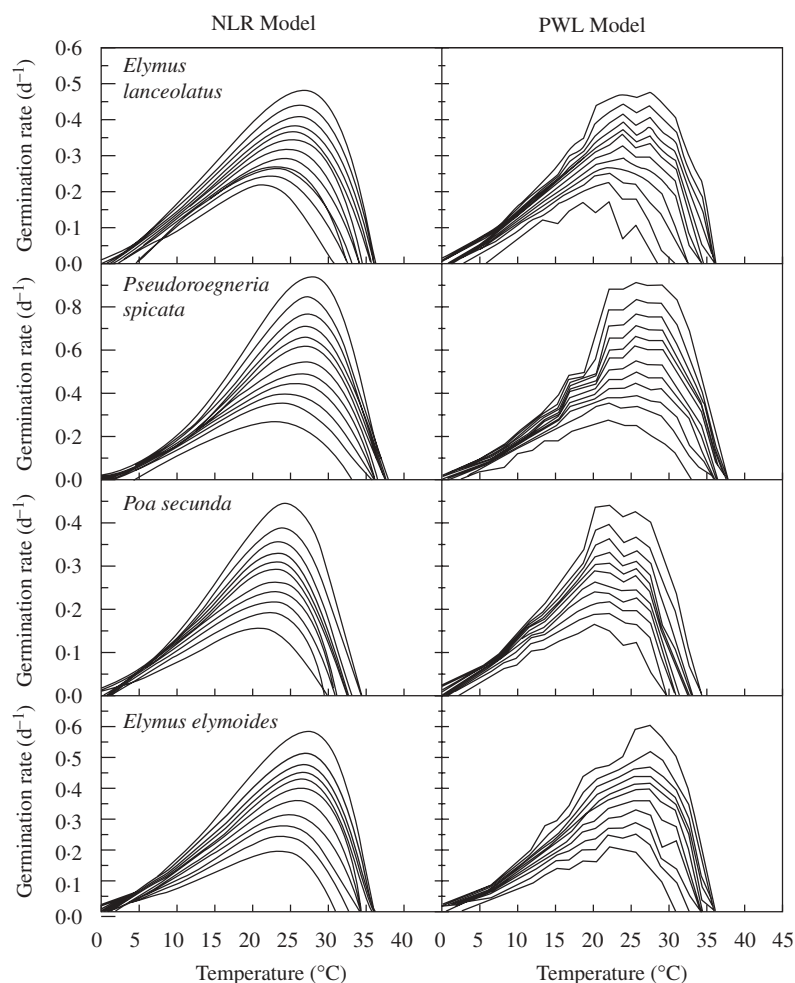 NLR Model
PWL Model
Germination rate (d⁻¹)
0·6
0·5
0·4
0·3
0·2
0·1
0·0
Elymus
lanceolatus
Germination rate (d⁻¹)
0·8
0·6
0·4
0·2
0·0
Pseudoroegneria
spicata
Germination rate (d⁻¹)
0·4
0·3
0·2
0·1
0·0
Poa secunda
Germination rate (d⁻¹)
0·6
0·5
0·4
0·3
0·2
0·1
0·0
Elymus elymoides
0 5 10 15 20 25 30 35 40
0 5 10 15 20 25 30 35 40 45
Temperature (°C)
Temperature (°C)